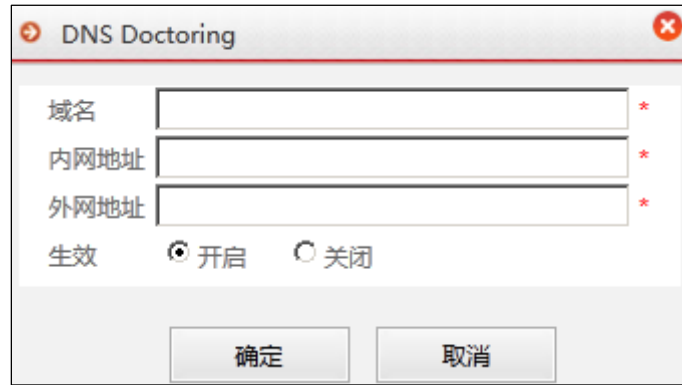 DNS Doctoring
域名 *
内网地址 *
外网地址 *
生效 开启 关闭
确定 取消